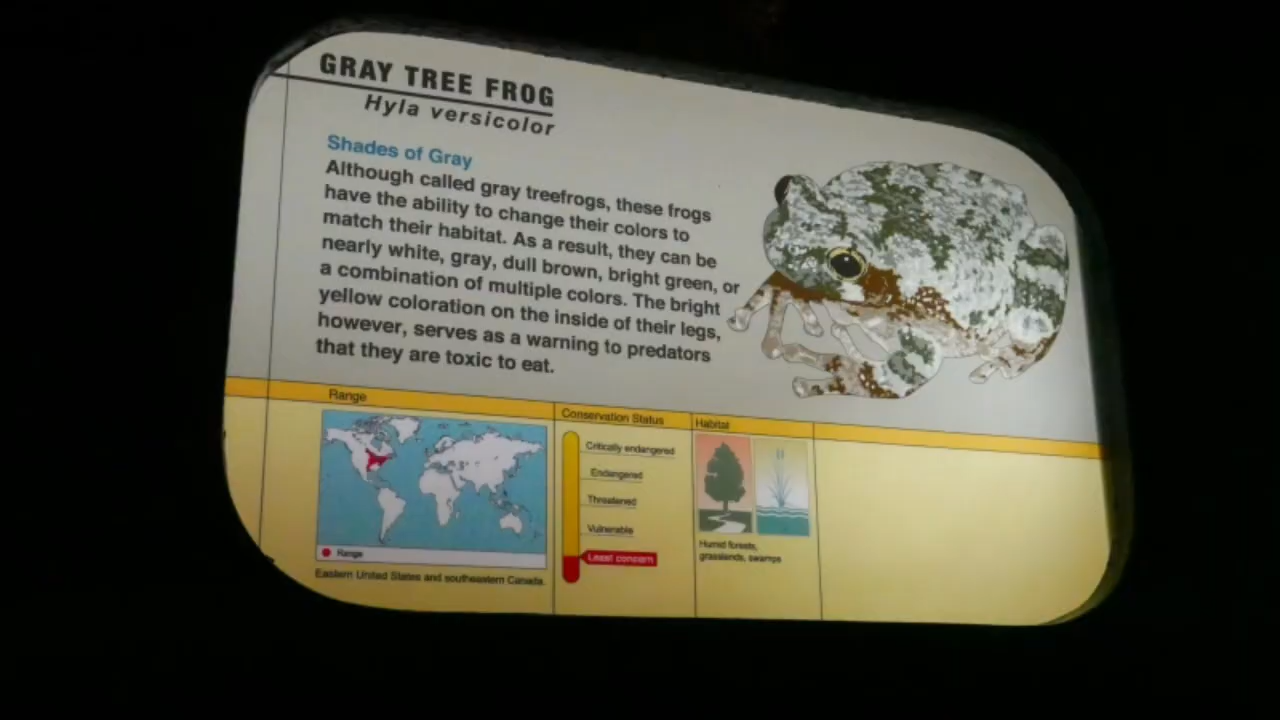 GRAY TREE FROG
Hyla versicolor
Shades of Gray
Although called gray treefrogs, these frogs
have the ability to change their colors to
match their habitat. As a result, they can be
nearly white, gray, dull brown, bright green, or
a combination of multiple colors. The bright
yellow coloration on the inside of their legs,
however, serves as a warning to predators
that they are toxic to eat.
Range
Range
Eastern United States and southeastern Canada.
Conservation Status
Critically endangered
Endangered
Threatened
Vulnerable
Least concern
Habitat
Humid forests,
grasslands, swamps